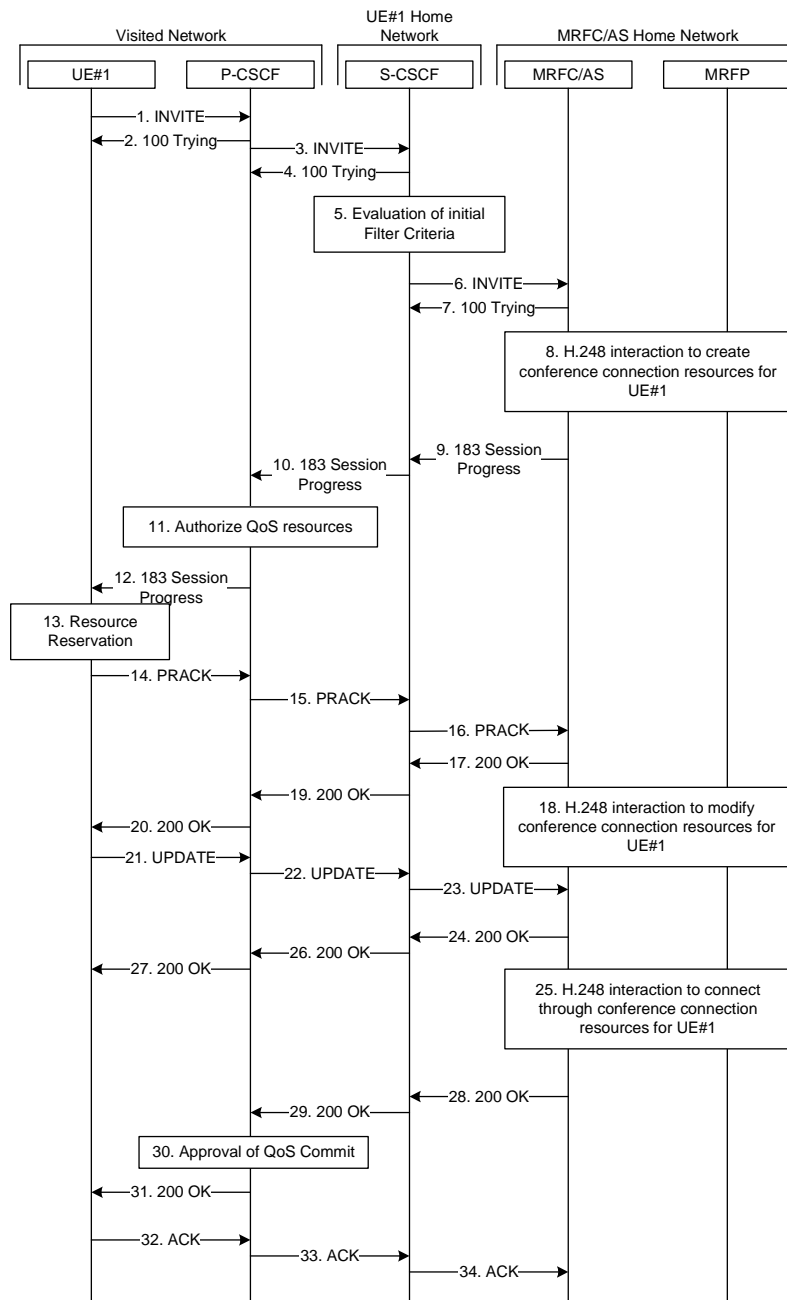 UE#1 Home
Network
Visited Network
MRFC/AS Home Network
UE#1
P-CSCF
S-CSCF
MRFC/AS
MRFP
1. INVITE
2. 100 Trying
3. INVITE
4. 100 Trying
5. Evaluation of initial
Filter Criteria
6. INVITE
7. 100 Trying
8. H.248 interaction to create
conference connection resources for
UE#1
9. 183 Session
Progress
10. 183 Session
Progress
11. Authorize QoS resources
12. 183 Session
Progress
13. Resource
Reservation
14. PRACK
15. PRACK
16. PRACK
17. 200 OK
18. H.248 interaction to modify
conference connection resources for
UE#1
19. 200 OK
20. 200 OK
21. UPDATE
22. UPDATE
23. UPDATE
24. 200 OK
25. H.248 interaction to connect
through conference connection
resources for UE#1
26. 200 OK
27. 200 OK
28. 200 OK
29. 200 OK
30. Approval of QoS Commit
31. 200 OK
32. ACK
33. ACK
34. ACK